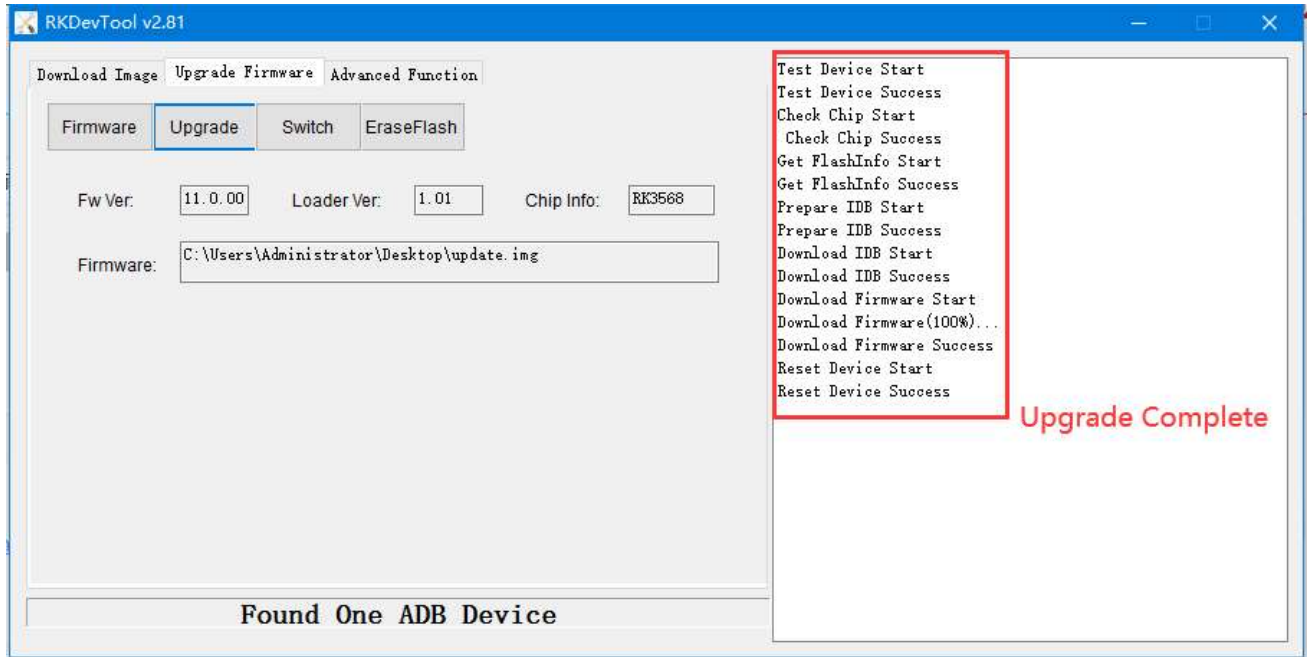 RKDevTool v2.81
Download Image Upgrade Firmware Advanced Function
Firmware Upgrade Switch EraseFlash
Fw Ver: 11.0.00 Loader Ver: 1.01 Chip Info: RK3568
Firmware: C:\Users\Administrator\Desktop\update.img
Found One ADB Device
Test Device Start
Test Device Success
Check Chip Start
Check Chip Success
Get FlashInfo Start
Get FlashInfo Success
Prepare IDB Start
Prepare IDB Success
Download IDB Start
Download IDB Success
Download Firmware Start
Download Firmware(100%)...
Download Firmware Success
Reset Device Start
Reset Device Success
Upgrade Complete